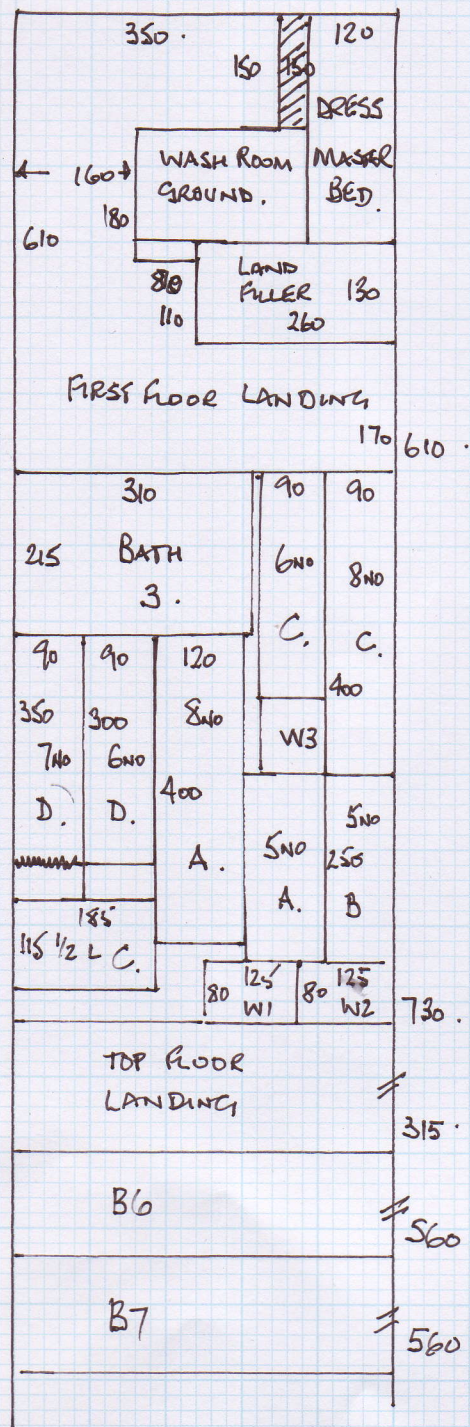 350.
120
150
150
DRESS
WASH ROOM
GROUND.
MASTER
BED.
160
180
610
LAND
FILLER
130
260
110
FIRST FLOOR LANDING
170
610.
310
90
90
215
BATH
3.
6NO
C.
8NO
C.
90
90
120
400
350
300
8NO
7NO
6NO
W3
D.
D.
400
A.
5NO
A.
5NO
250
B
185
115 1/2 L C.
80
125
W1
80
125
W2
730.
TOP FLOOR
LANDING
315.
B6
560
B7
560